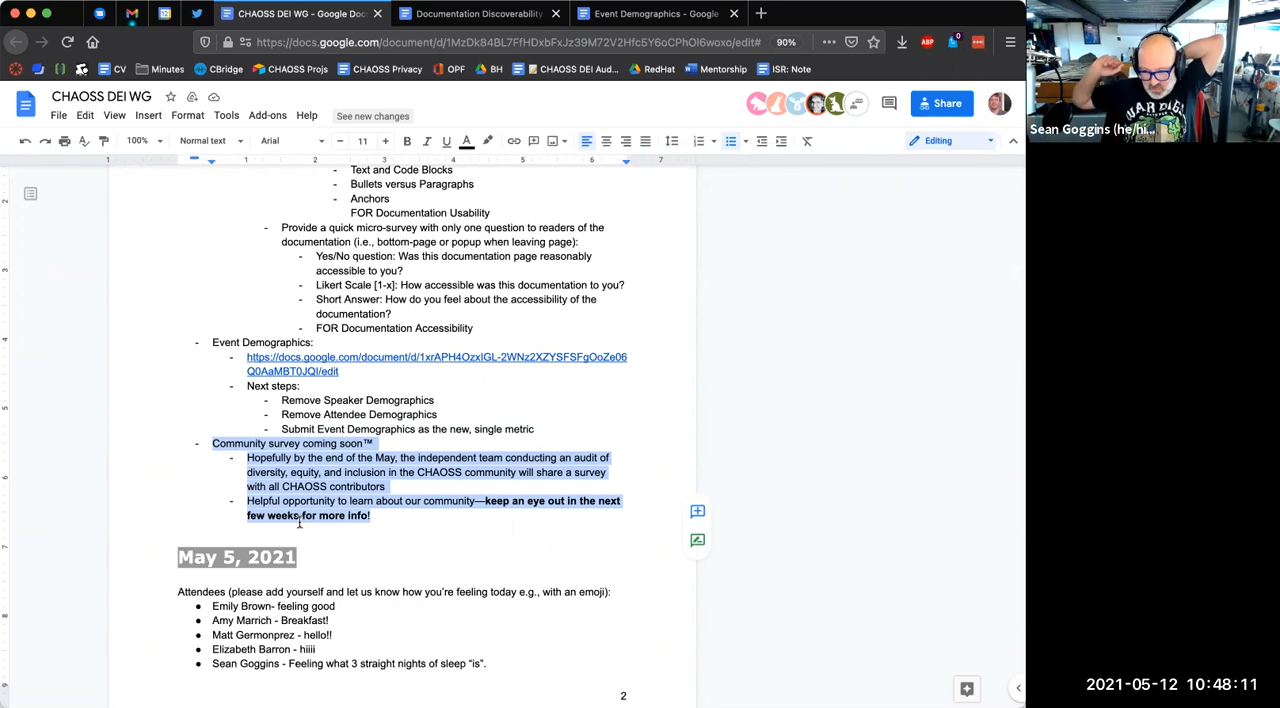 CHAOSS DEI WG - Google Doc
Documentation Discoverability
Event Demographics - Google
https://docs.google.com/document/d/1MzDk84BL7FfHDxbFxJz39M72V2Hfc5Y6oCPhOl6woxo/edit#
90%
ABP
0
CV
Minutes
CBridge
CHAOSS Projs
CHAOSS Privacy
OPF
BH
CHAOSS DEI Aud...
RedHat
Mentorship
ISR: Note
CHAOSS DEI WG
File Edit View Insert Format Tools Add-ons Help See new changes
Share
100% Normal text Arial 11 B I U A Editing
1 2 3 4 5 6 7
Text and Code Blocks
- Bullets versus Paragraphs
- Anchors
FOR Documentation Usability
- Provide a quick micro-survey with only one question to readers of the
documentation (i.e., bottom-page or popup when leaving page):
- Yes/No question: Was this documentation page reasonably
accessible to you?
- Likert Scale [1-x]: How accessible was this documentation to you?
- Short Answer: How do you feel about the accessibility of the
documentation?
- FOR Documentation Accessibility
- Event Demographics:
- https://docs.google.com/document/d/1xrAPH4OzxIGL-2WNz2XZYSFSFgOoZe06
Q0AaMBT0JQI/edit
- Next steps:
- Remove Speaker Demographics
- Remove Attendee Demographics
- Submit Event Demographics as the new, single metric
- Community survey coming soon™
- Hopefully by the end of the May, the independent team conducting an audit of
diversity, equity, and inclusion in the CHAOSS community will share a survey
with all CHAOSS contributors
- Helpful opportunity to learn about our community—keep an eye out in the next
few weeks for more info!
May 5, 2021
Attendees (please add yourself and let us know how you're feeling today e.g., with an emoji):
● Emily Brown- feeling good
● Amy Marrich - Breakfast!
● Matt Germonprez - hello!!
● Elizabeth Barron - hiiii
● Sean Goggins - Feeling what 3 straight nights of sleep "is".
2
Sean Goggins (he/hi...
WAR PIGS
2021-05-12 10:48:11